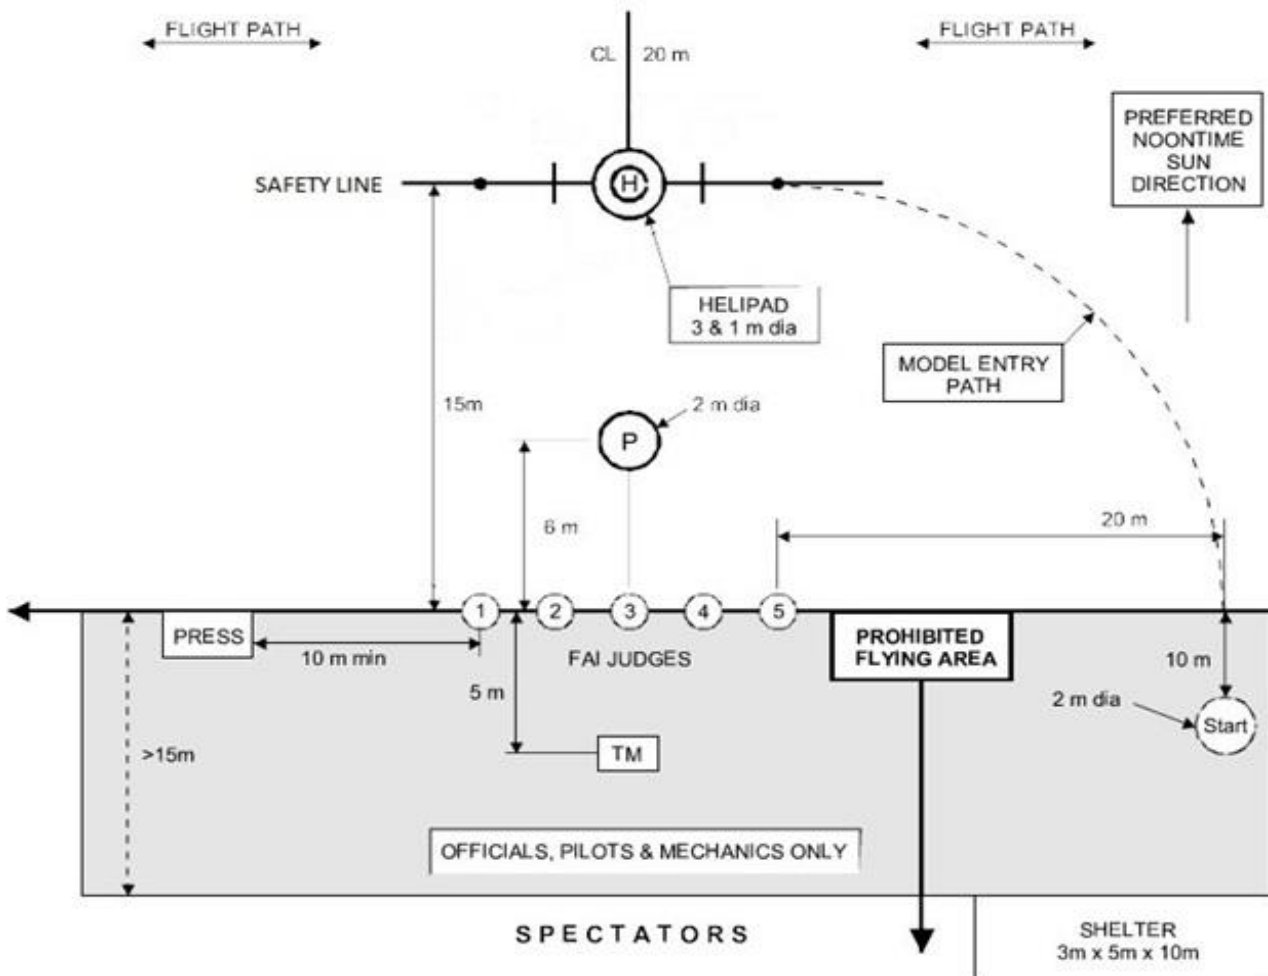 FLIGHT PATH
FLIGHT PATH
CL 20 m
PREFERRED
NOONTIME
SUN
DIRECTION
SAFETY LINE
H
HELIPAD
3 & 1 m dia
MODEL ENTRY
PATH
15m
2 m dia
P
6 m
20 m
1 2 3 4 5
PRESS
10 m min
FAI JUDGES
PROHIBITED
FLYING AREA
10 m
5 m
2 m dia
Start
>15m
TM
OFFICIALS, PILOTS & MECHANICS ONLY
SPECTATORS
SHELTER
3m x 5m x 10m